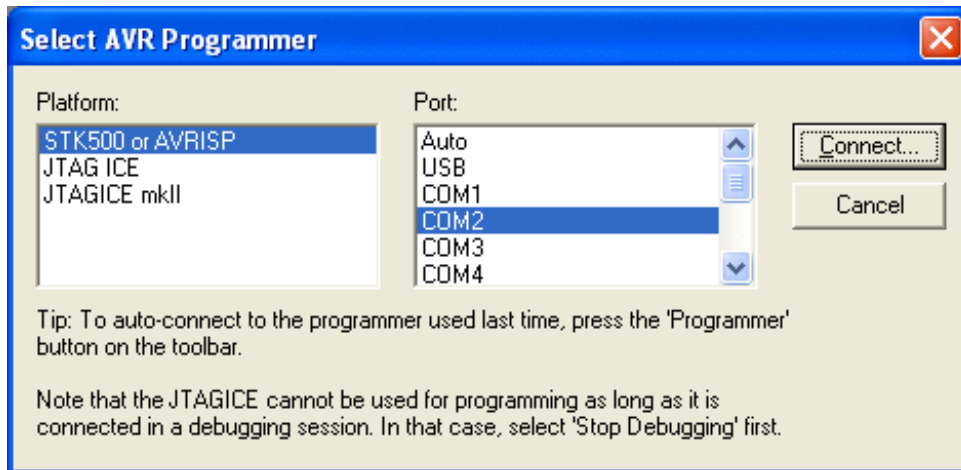 Select AVR Programmer
Platform:
STK500 or AVRISP
JTAG ICE
JTAGICE mkII
Port:
Auto
USB
COM1
COM2
COM3
COM4
Connect...
Cancel
Tip: To auto-connect to the programmer used last time, press the 'Programmer'
button on the toolbar.
Note that the JTAGICE cannot be used for programming as long as it is
connected in a debugging session. In that case, select 'Stop Debugging' first.